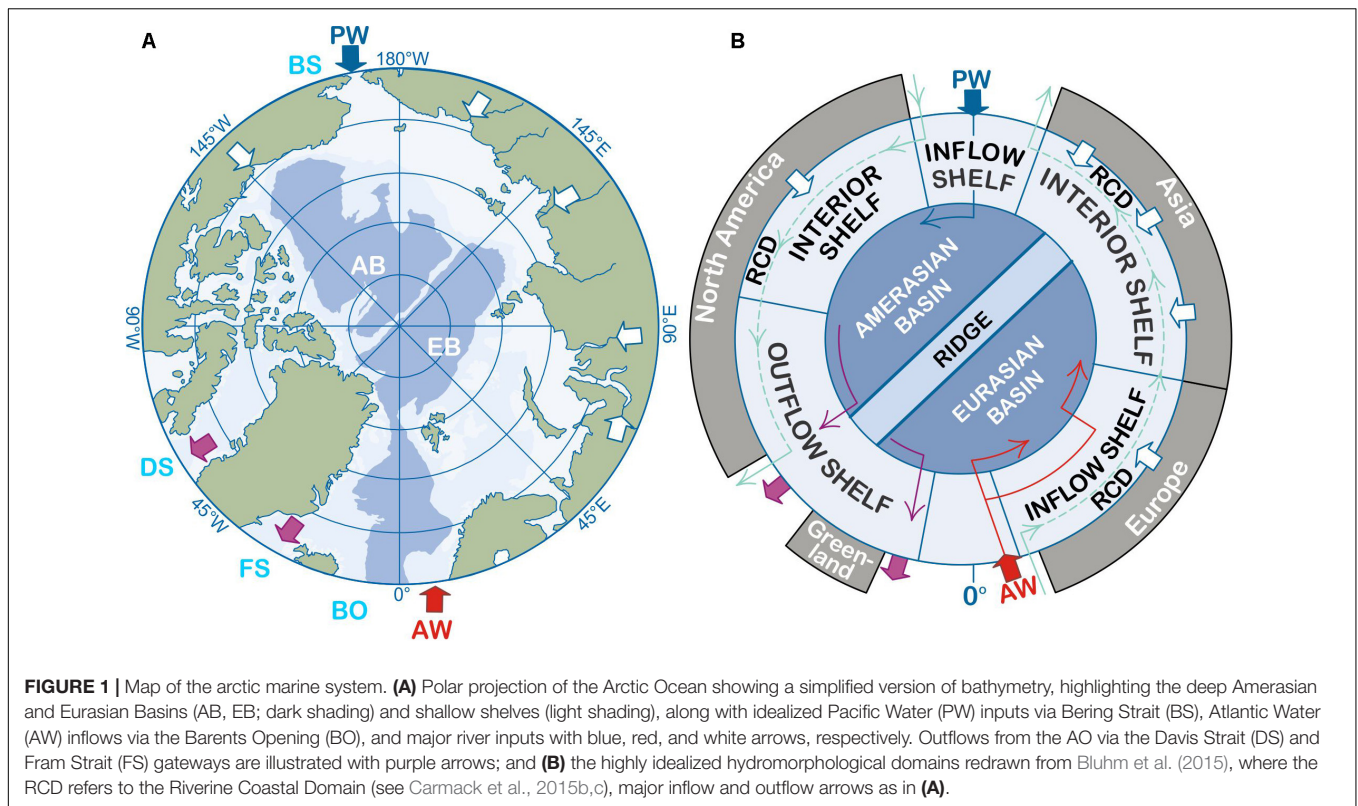 A
PW
BS
180°W
145°W
145°E
AB
90°W
90°E
EB
DS
45°W
45°E
FS
BO
0°
AW
B
PW
INFLOW
SHELF
North America
Asia
RCD
INTERIOR
SHELF
RCD
INTERIOR SHELF
AMERASIAN
BASIN
RIDGE
EURASIAN
BASIN
OUTFLOW SHELF
INFLOW SHELF
RCD
Europe
Green-
land
0°
AW
FIGURE 1 | Map of the arctic marine system. (A) Polar projection of the Arctic Ocean showing a simplified version of bathymetry, highlighting the deep Amerasian
and Eurasian Basins (AB, EB; dark shading) and shallow shelves (light shading), along with idealized Pacific Water (PW) inputs via Bering Strait (BS), Atlantic Water
(AW) inflows via the Barents Opening (BO), and major river inputs with blue, red, and white arrows, respectively. Outflows from the AO via the Davis Strait (DS) and
Fram Strait (FS) gateways are illustrated with purple arrows; and (B) the highly idealized hydromorphological domains redrawn from Bluhm et al. (2015), where the
RCD refers to the Riverine Coastal Domain (see Carmack et al., 2015b,c), major inflow and outflow arrows as in (A).